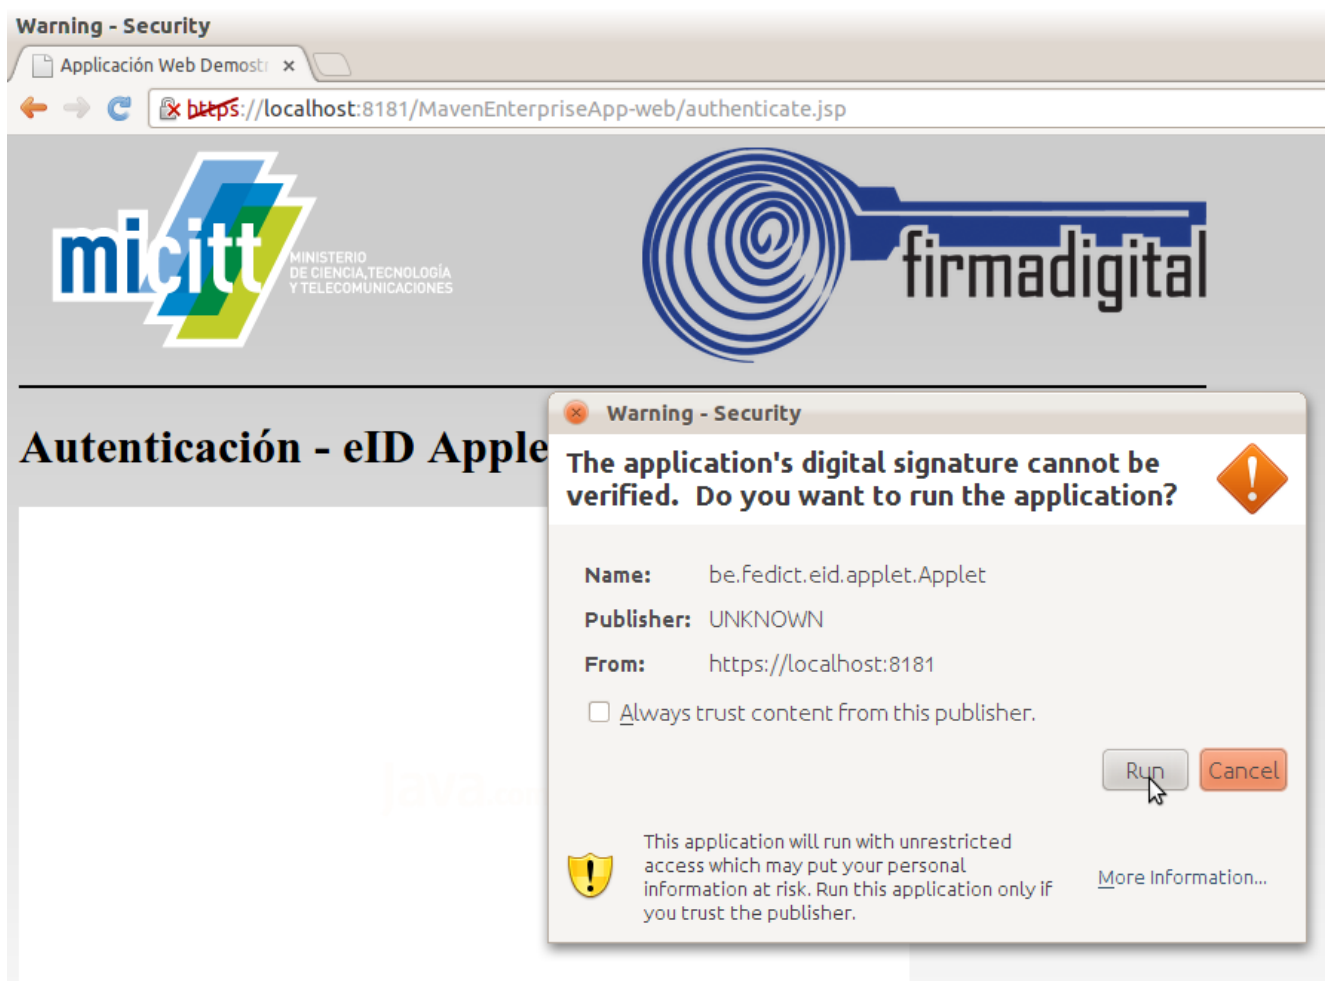 Warning - Security
Applicación Web Demostr
https://localhost:8181/MavenEnterpriseApp-web/authenticate.jsp
micitt
MINISTERIO
DE CIENCIA, TECNOLOGÍA
Y TELECOMUNICACIONES
firmadigital
Autenticación - eID Apple
Warning - Security
The application's digital signature cannot be
verified. Do you want to run the application?
Name: be.fedict.eid.applet.Applet
Publisher: UNKNOWN
From: https://localhost:8181
Always trust content from this publisher.
Run Cancel
Java.com
This application will run with unrestricted
access which may put your personal
information at risk. Run this application only if
you trust the publisher.
More Information...